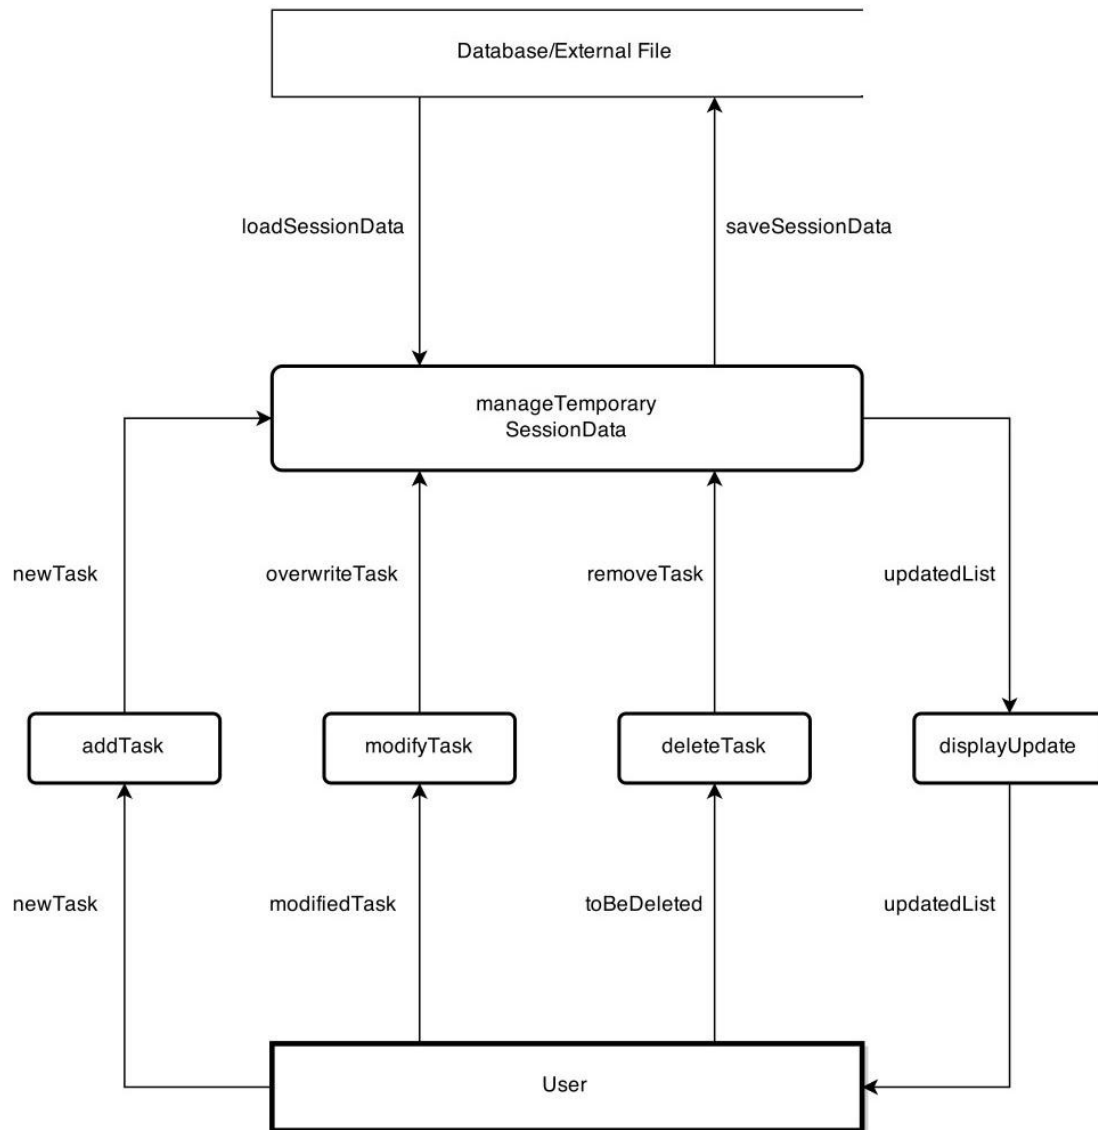 Database/External File
loadSessionData
saveSessionData
manageTemporary
SessionData
newTask
overwriteTask
removeTask
updatedList
addTask
modifyTask
deleteTask
displayUpdate
newTask
modifiedTask
toBeDeleted
updatedList
User